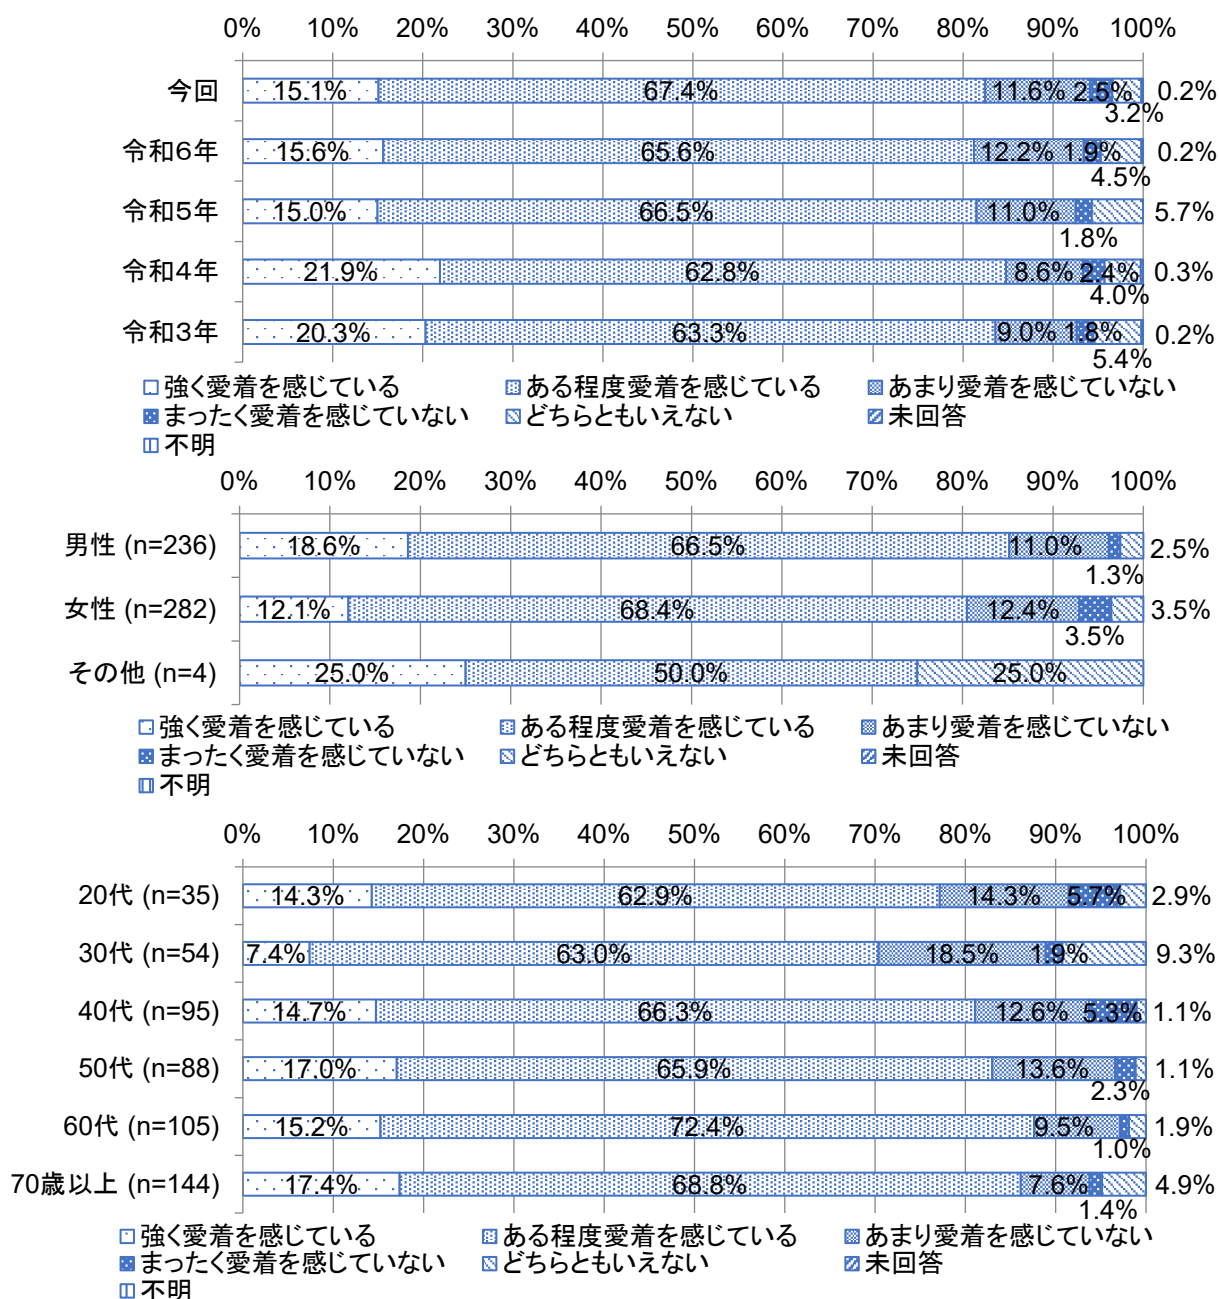 0% 10% 20% 30% 40% 50% 60% 70% 80% 90% 100%
今回 15.1% 67.4% 11.6% 2.5% 0.2%
3.2%
令和6年 15.6% 65.6% 12.2% 1.9% 0.2%
4.5%
令和5年 15.0% 66.5% 11.0% 5.7%
1.8%
令和4年 21.9% 62.8% 8.6% 2.4% 0.3%
4.0%
令和3年 20.3% 63.3% 9.0% 1.8% 0.2%
5.4%
強く愛着を感じている ある程度愛着を感じている あまり愛着を感じていない
まったく愛着を感じていない どちらともいえない 未回答
不明
0% 10% 20% 30% 40% 50% 60% 70% 80% 90% 100%
男性 (n=236) 18.6% 66.5% 11.0% 2.5%
1.3%
女性 (n=282) 12.1% 68.4% 12.4% 3.5%
3.5%
その他 (n=4) 25.0% 50.0% 25.0%
強く愛着を感じている ある程度愛着を感じている あまり愛着を感じていない
まったく愛着を感じていない どちらともいえない 未回答
不明
0% 10% 20% 30% 40% 50% 60% 70% 80% 90% 100%
20代 (n=35) 14.3% 62.9% 14.3% 5.7% 2.9%
30代 (n=54) 7.4% 63.0% 18.5% 1.9% 9.3%
40代 (n=95) 14.7% 66.3% 12.6% 5.3% 1.1%
50代 (n=88) 17.0% 65.9% 13.6% 1.1%
2.3%
60代 (n=105) 15.2% 72.4% 9.5% 1.9%
1.0%
70歳以上 (n=144) 17.4% 68.8% 7.6% 4.9%
1.4%
強く愛着を感じている ある程度愛着を感じている あまり愛着を感じていない
まったく愛着を感じていない どちらともいえない 未回答
不明